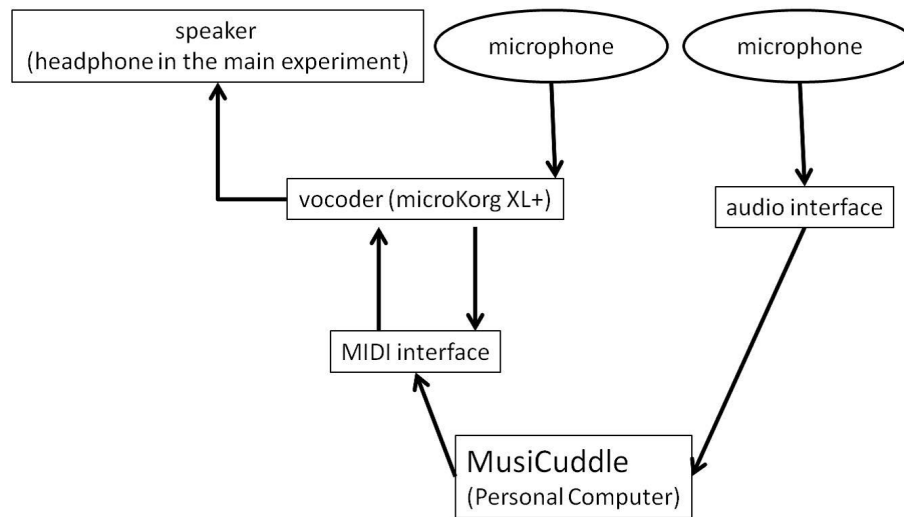 speaker
(headphone in the main experiment)
microphone
microphone
vocoder (microKorg XL+)
audio interface
MIDI interface
MusiCuddle
(Personal Computer)